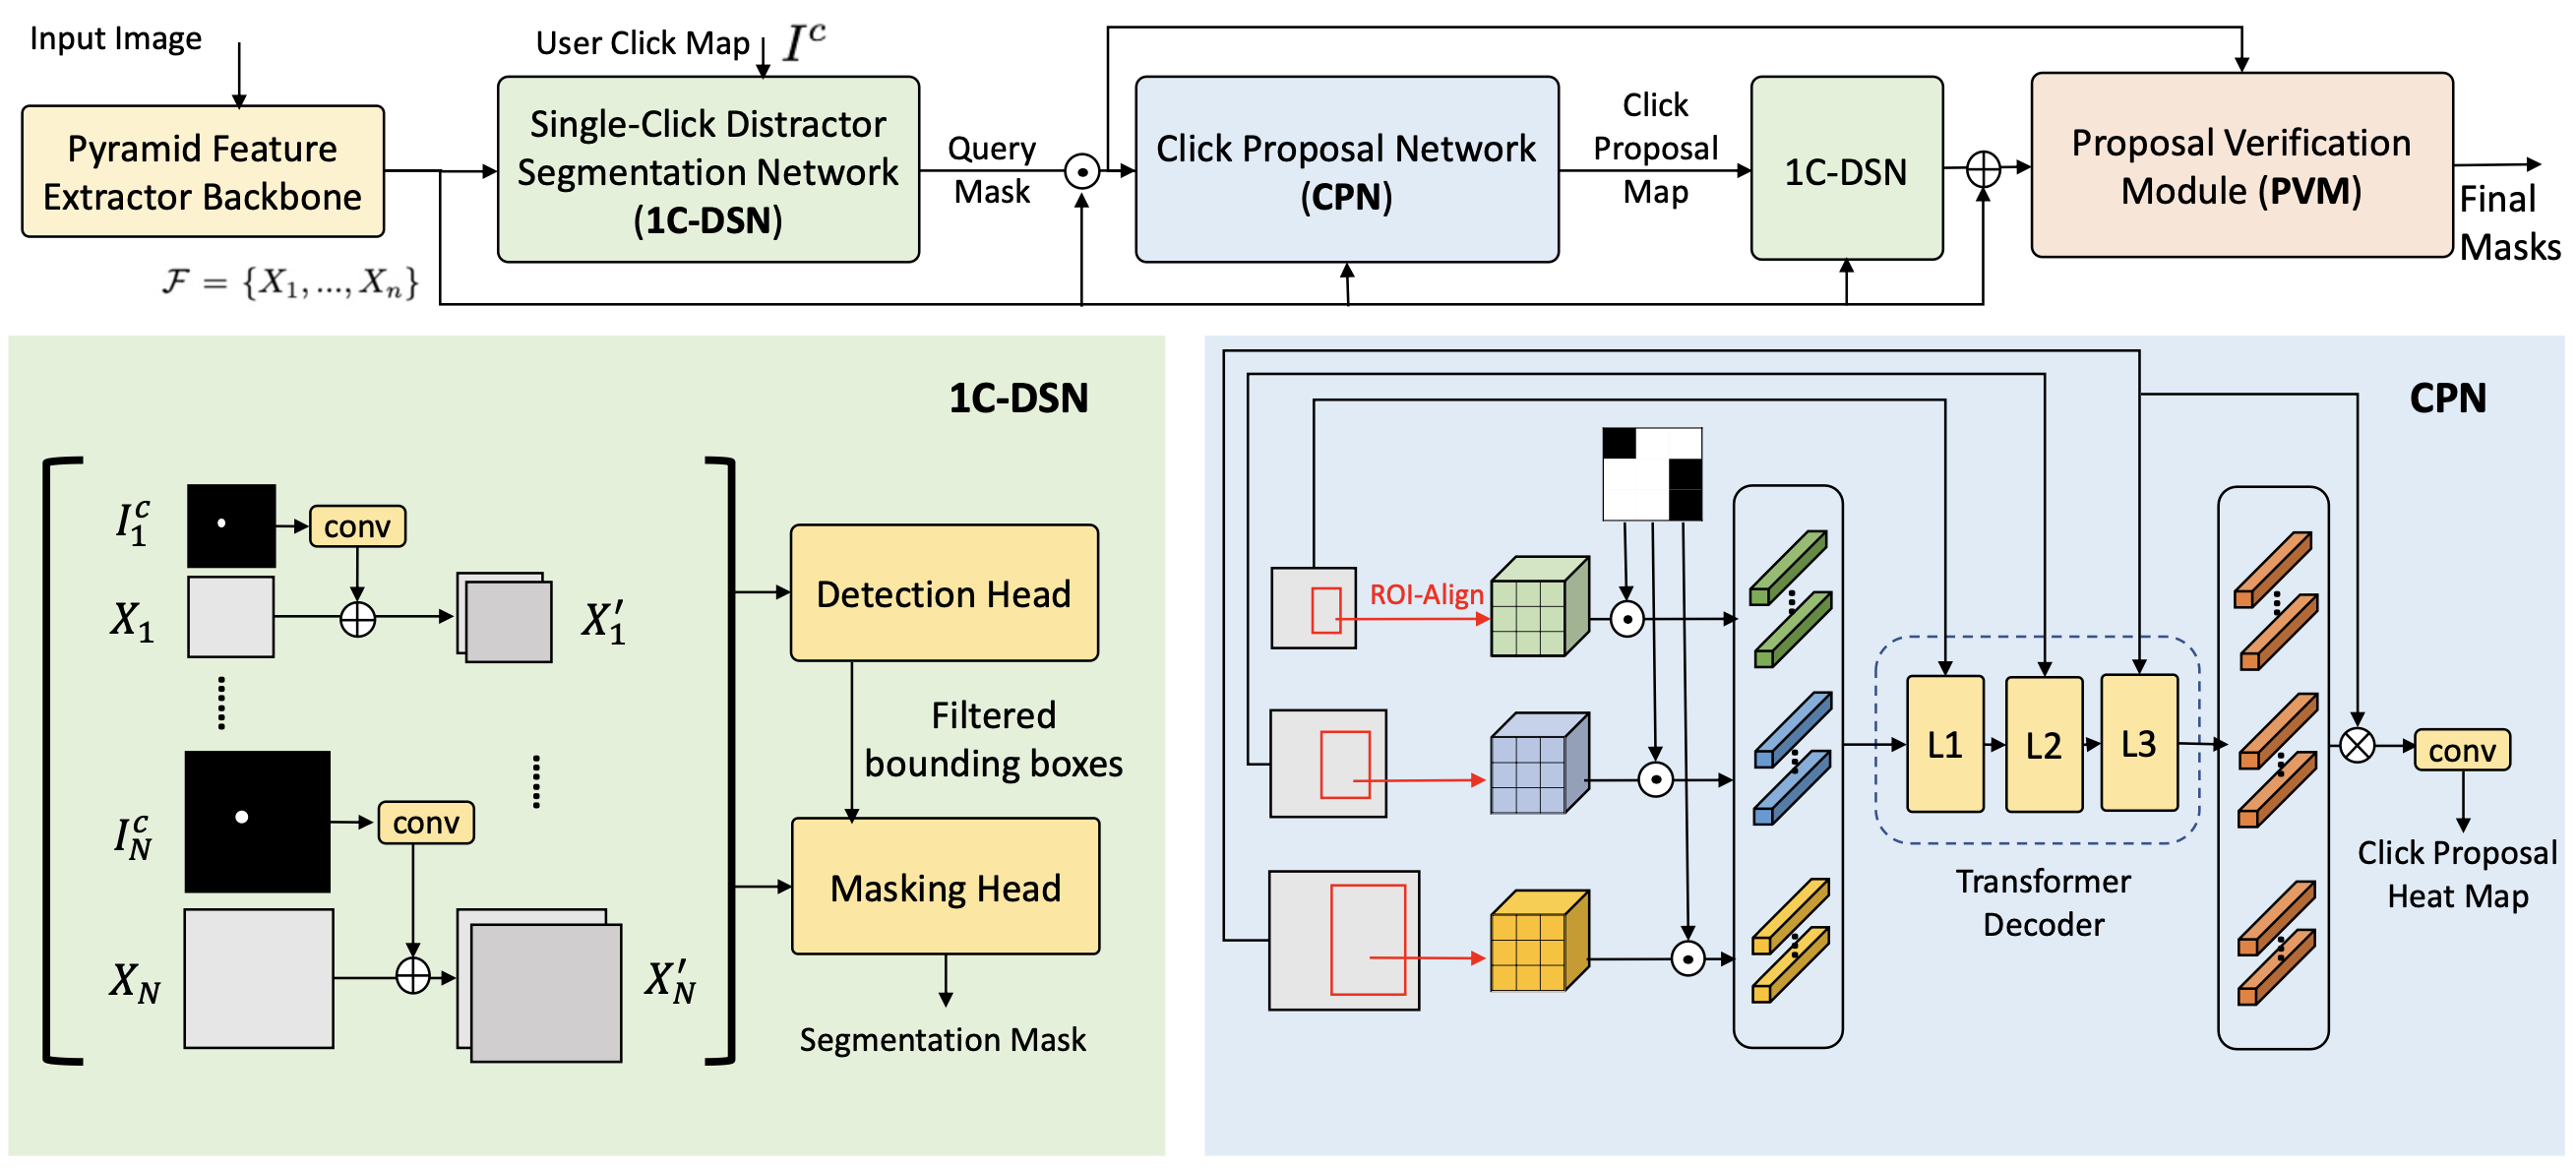 Input Image
User Click Map I^c
Pyramid Feature
Extractor Backbone
F = {X_1, ..., X_n}
Single-Click Distractor
Segmentation Network
(1C-DSN)
Query
Mask
Click Proposal Network
(CPN)
Click
Proposal
Map
1C-DSN
Proposal Verification
Module (PVM)
Final
Masks
1C-DSN
I_1^c
conv
X_1
X'_1
I_N^c
conv
X_N
X'_N
Detection Head
Filtered
bounding boxes
Masking Head
Segmentation Mask
CPN
ROI-Align
L1
L2
L3
Transformer
Decoder
conv
Click Proposal
Heat Map